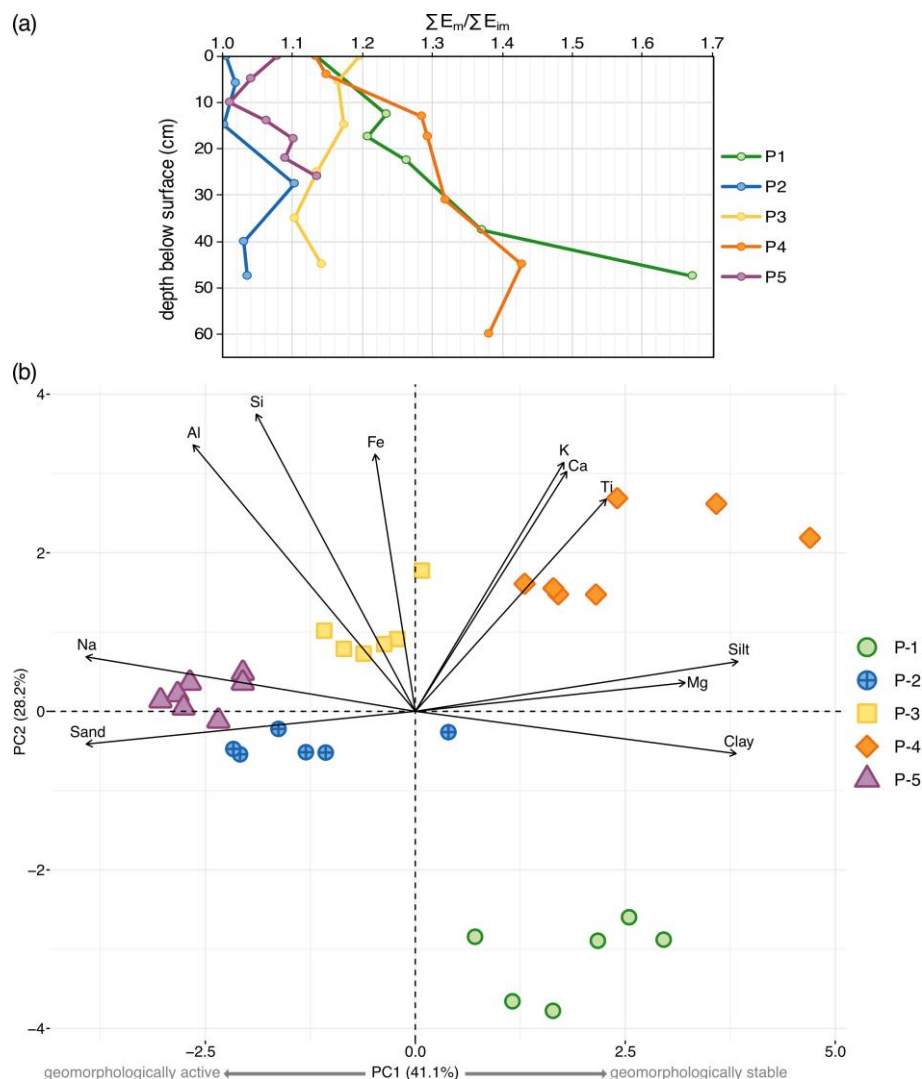 (a)
∑Em/∑Eim
1.0 1.1 1.2 1.3 1.4 1.5 1.6 1.7
depth below surface (cm)
0
10
20
30
40
50
60
P1
P2
P3
P4
P5
(b)
PC2 (28.2%)
4
2
0
−2
−4
Si
Al
Fe
K
Ca
Ti
Na
Silt
Mg
Sand
Clay
P-1
P-2
P-3
P-4
P-5
−2.5 0.0 2.5 5.0
geomorphologically active PC1 (41.1%) geomorphologically stable